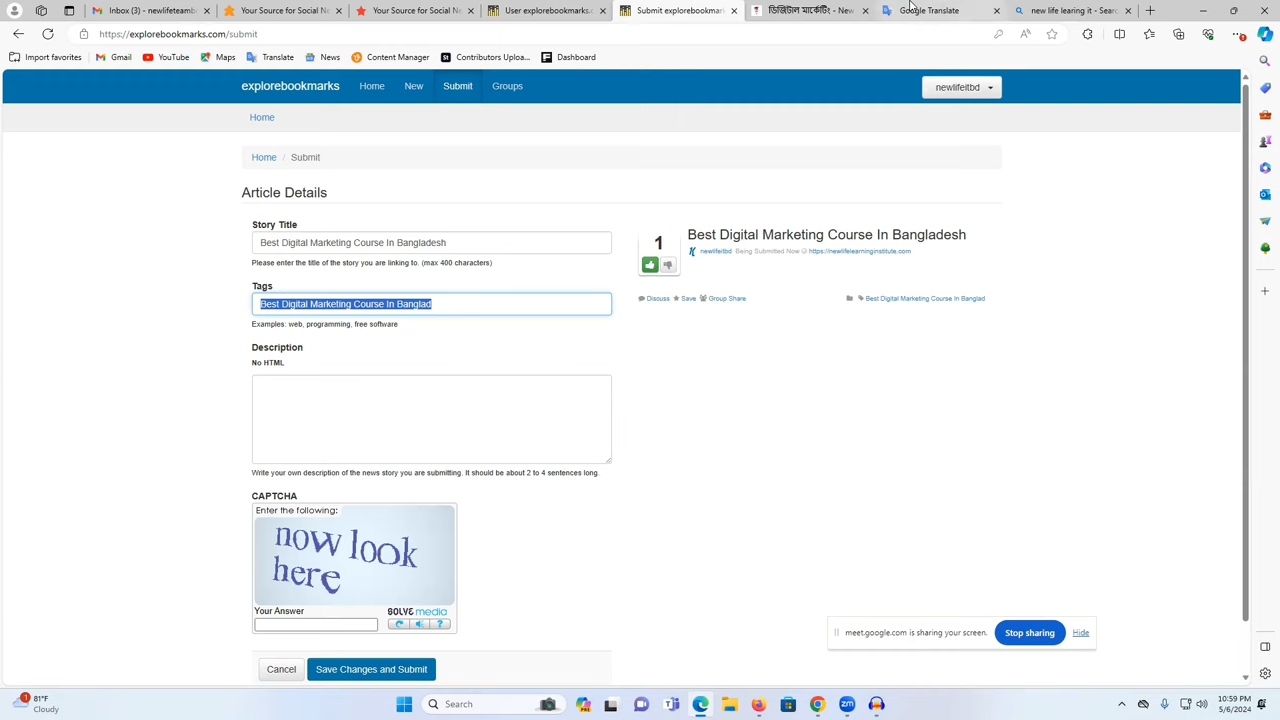 Inbox (3) - newlifeteamb
Your Source for Submit
Your Source for Submit
User explorebookmarks.c
Submit explorebookmark
ডিজিটাল মার্কেটিং - New
Google Translate
new life learing it - Searc
https://explorebookmarks.com/submit
Import favorites
Gmail
YouTube
Maps
Translate
News
Content Manager
Contributors Uploa...
Dashboard
explorebookmarks
Home
New
Submit
Groups
newlifeitbd
Home
Home / Submit
Article Details
Story Title
Best Digital Marketing Course In Bangladesh
Please enter the title of the story you are linking to. (max 400 characters)
Tags
Best Digital Marketing Course In Banglad
Examples: web, programming, free software
Description
No HTML
Write your own description of the news story you are submitting. It should be about 2 to 4 sentences long.
CAPTCHA
Enter the following:
now look
here
Your Answer
SOLVE media
Cancel
Save Changes and Submit
1
Best Digital Marketing Course In Bangladesh
newlifeitbd Being Submitted Now https://newlifelearninginstitute.com
Discuss Save Group Share
Best Digital Marketing Course In Banglad
meet.google.com is sharing your screen.
Stop sharing
Hide
1
81°F
Cloudy
Search
10:59 PM
5/6/2024